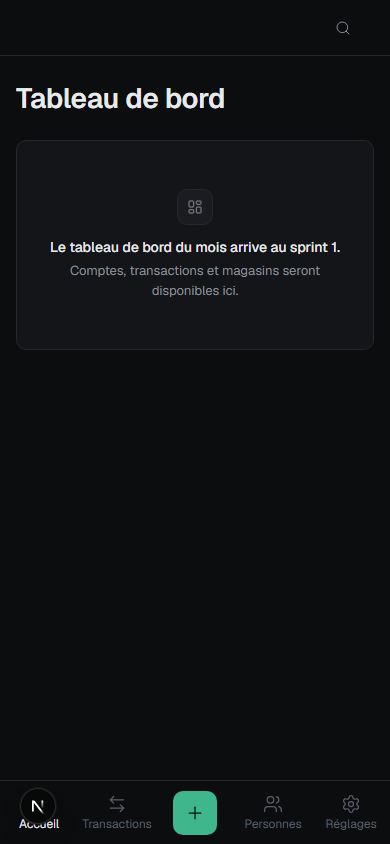 Tableau de bord
Le tableau de bord du mois arrive au sprint 1.
Comptes, transactions et magasins seront
disponibles ici.
N
Accueil
Transactions
+
Personnes
Réglages